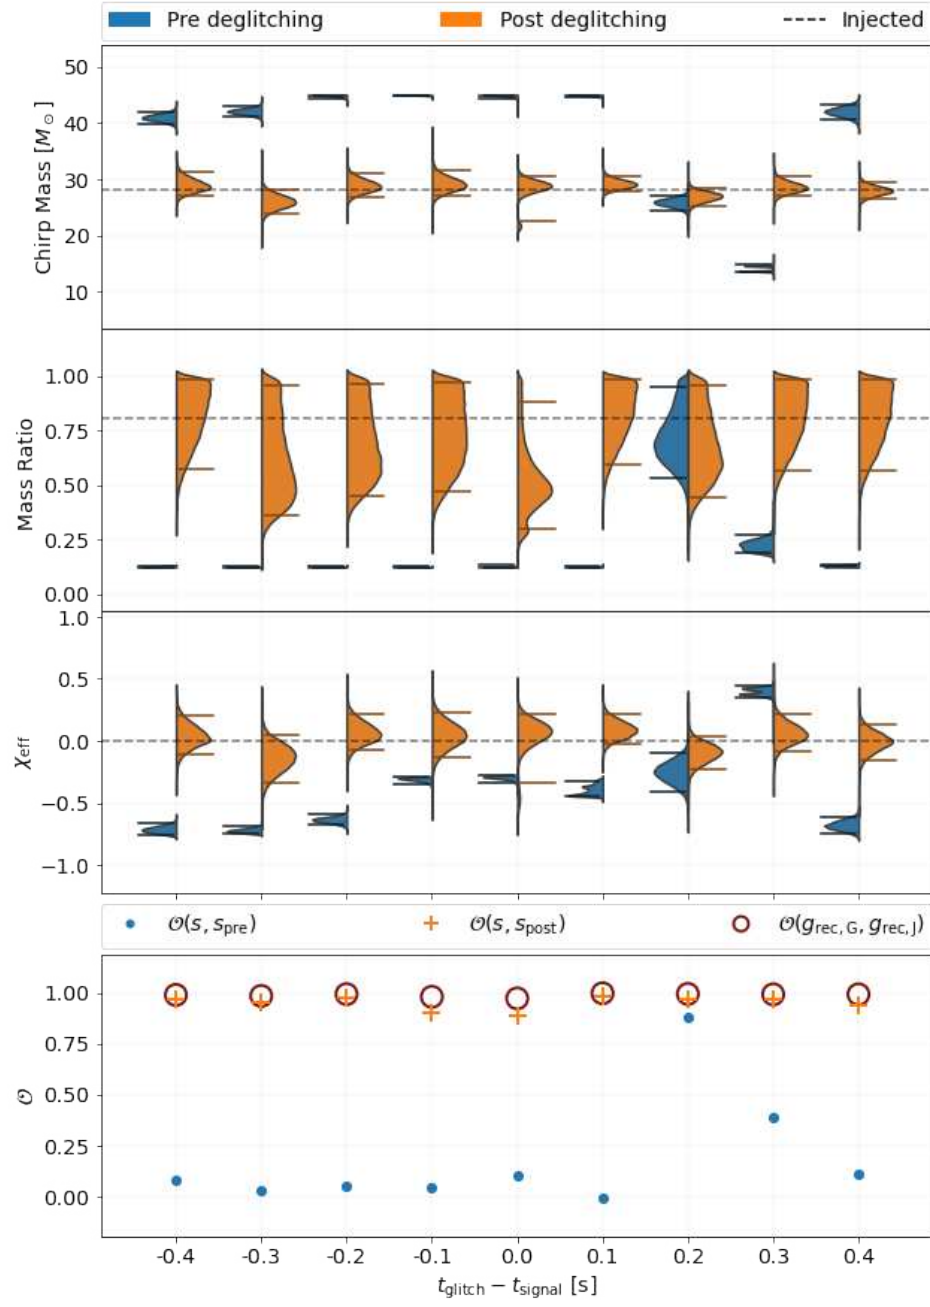 Pre deglitching Post deglitching Injected
50
40
30
20
10
Chirp Mass [M⊙]
1.00
0.75
0.50
0.25
0.00
Mass Ratio
1.0
0.5
0.0
−0.5
−1.0
χeff
𝒪(s, spre) 𝒪(s, spost) 𝒪(grec, G, grec, J)
1.00
0.75
0.50
0.25
0.00
𝒪
-0.4 -0.3 -0.2 -0.1 0.0 0.1 0.2 0.3 0.4
tglitch − tsignal [s]